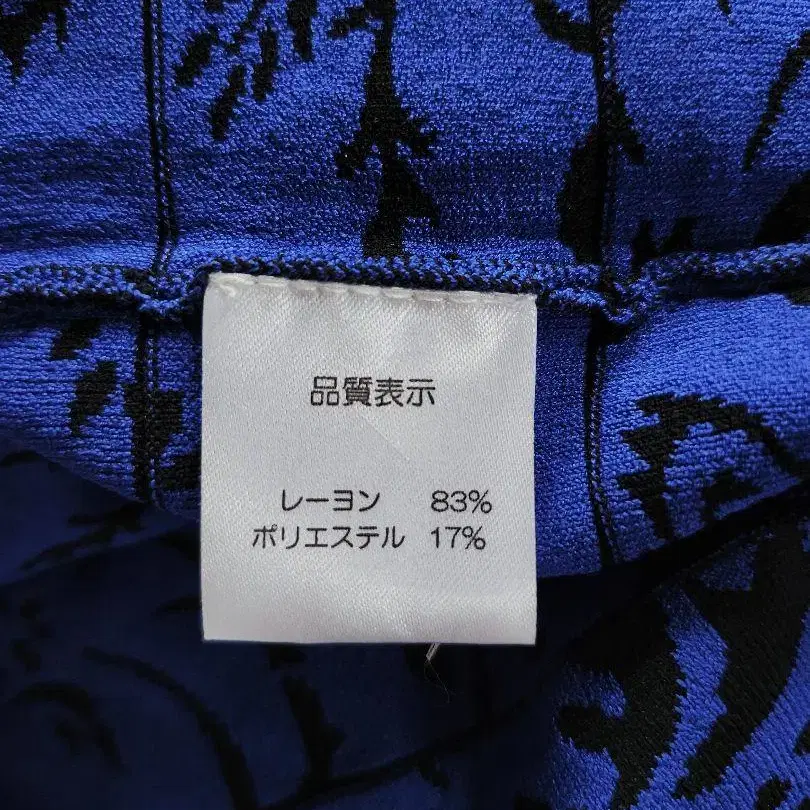 品質表示
レーヨン 83%
ポリエステル 17%